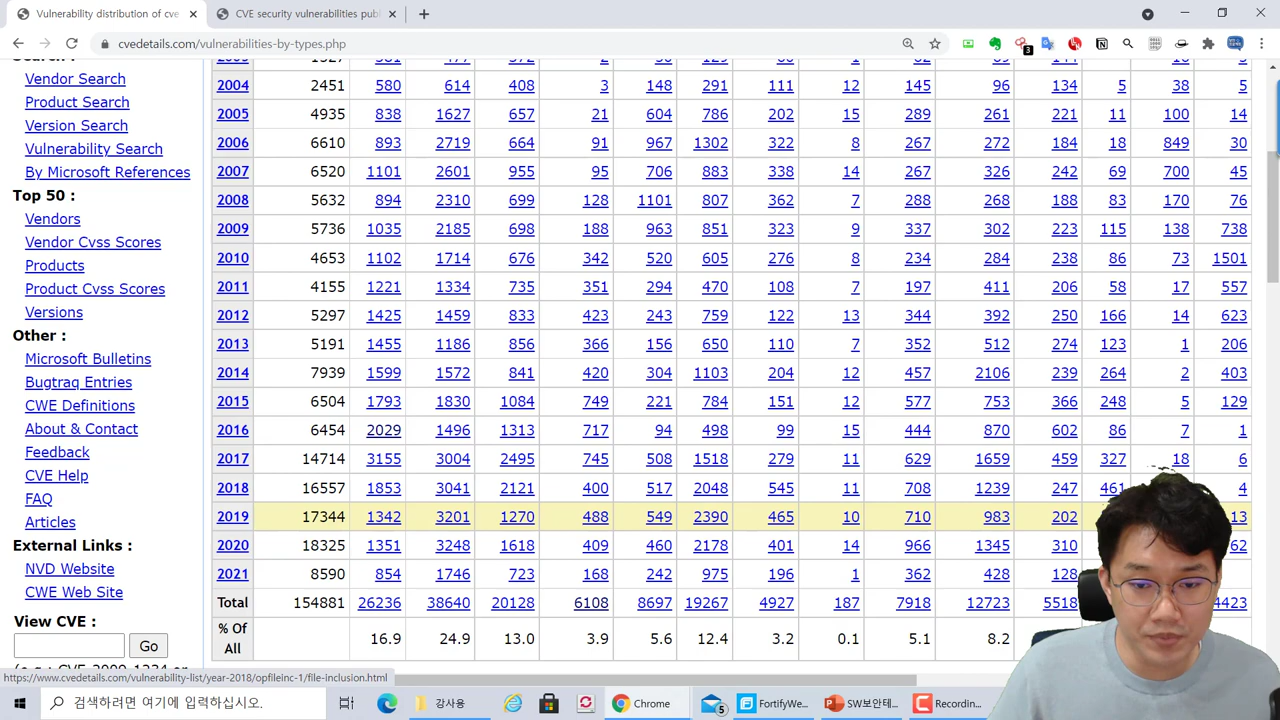 Vulnerability distribution of cve
CVE security vulnerabilities publ
cvedetails.com/vulnerabilities-by-types.php
3
Vendor Search
Product Search
Version Search
Vulnerability Search
By Microsoft References
Top 50 :
Vendors
Vendor Cvss Scores
Products
Product Cvss Scores
Versions
Other :
Microsoft Bulletins
Bugtraq Entries
CWE Definitions
About & Contact
Feedback
CVE Help
FAQ
Articles
External Links :
NVD Website
CWE Web Site
View CVE :
Go
2004 2451 580 614 408 3 148 291 111 12 145 96 134 5 38 5
2005 4935 838 1627 657 21 604 786 202 15 289 261 221 11 100 14
2006 6610 893 2719 664 91 967 1302 322 8 267 272 184 18 849 30
2007 6520 1101 2601 955 95 706 883 338 14 267 326 242 69 700 45
2008 5632 894 2310 699 128 1101 807 362 7 288 268 188 83 170 76
2009 5736 1035 2185 698 188 963 851 323 9 337 302 223 115 138 738
2010 4653 1102 1714 676 342 520 605 276 8 234 284 238 86 73 1501
2011 4155 1221 1334 735 351 294 470 108 7 197 411 206 58 17 557
2012 5297 1425 1459 833 423 243 759 122 13 344 392 250 166 14 623
2013 5191 1455 1186 856 366 156 650 110 7 352 512 274 123 1 206
2014 7939 1599 1572 841 420 304 1103 204 12 457 2106 239 264 2 403
2015 6504 1793 1830 1084 749 221 784 151 12 577 753 366 248 5 129
2016 6454 2029 1496 1313 717 94 498 99 15 444 870 602 86 7 1
2017 14714 3155 3004 2495 745 508 1518 279 11 629 1659 459 327 18 6
2018 16557 1853 3041 2121 400 517 2048 545 11 708 1239 247 461 4
2019 17344 1342 3201 1270 488 549 2390 465 10 710 983 202 13
2020 18325 1351 3248 1618 409 460 2178 401 14 966 1345 310 62
2021 8590 854 1746 723 168 242 975 196 1 362 428 128
Total 154881 26236 38640 20128 6108 8697 19267 4927 187 7918 12723 5518 4423
% Of All 16.9 24.9 13.0 3.9 5.6 12.4 3.2 0.1 5.1 8.2
https://www.cvedetails.com/vulnerability-list/year-2018/opfileinc-1/file-inclusion.html
검색하려면 여기에 입력하십시오.
강사용
Chrome
5
FortifyWe...
SW보안테...
Recordin...